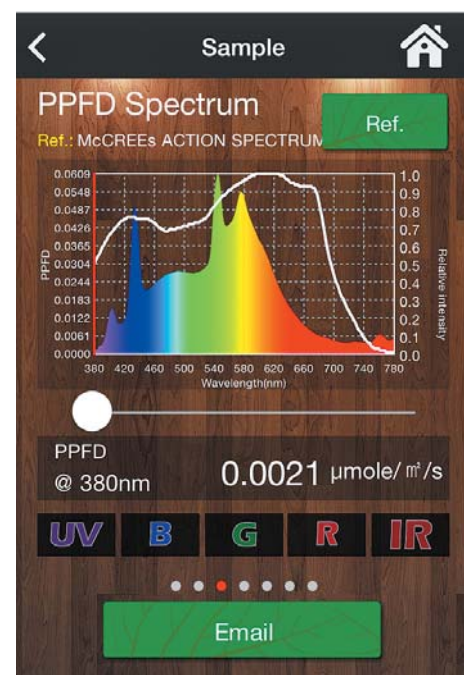 Sample
PPFD Spectrum
Ref.
Ref.: McCREEs ACTION SPECTRUM
0.0609
0.0548
0.0487
0.0426
0.0365
0.0304
0.0244
0.0183
0.0122
0.0061
0.0000
PPFD
1.0
0.9
0.8
0.7
0.6
0.5
0.4
0.3
0.2
0.1
0.0
Relative intensity
380 420 460 500 540 580 620 660 700 740 780
Wavelength(nm)
PPFD
@ 380nm
0.0021 μmole/ ㎡/s
UV B G R IR
Email